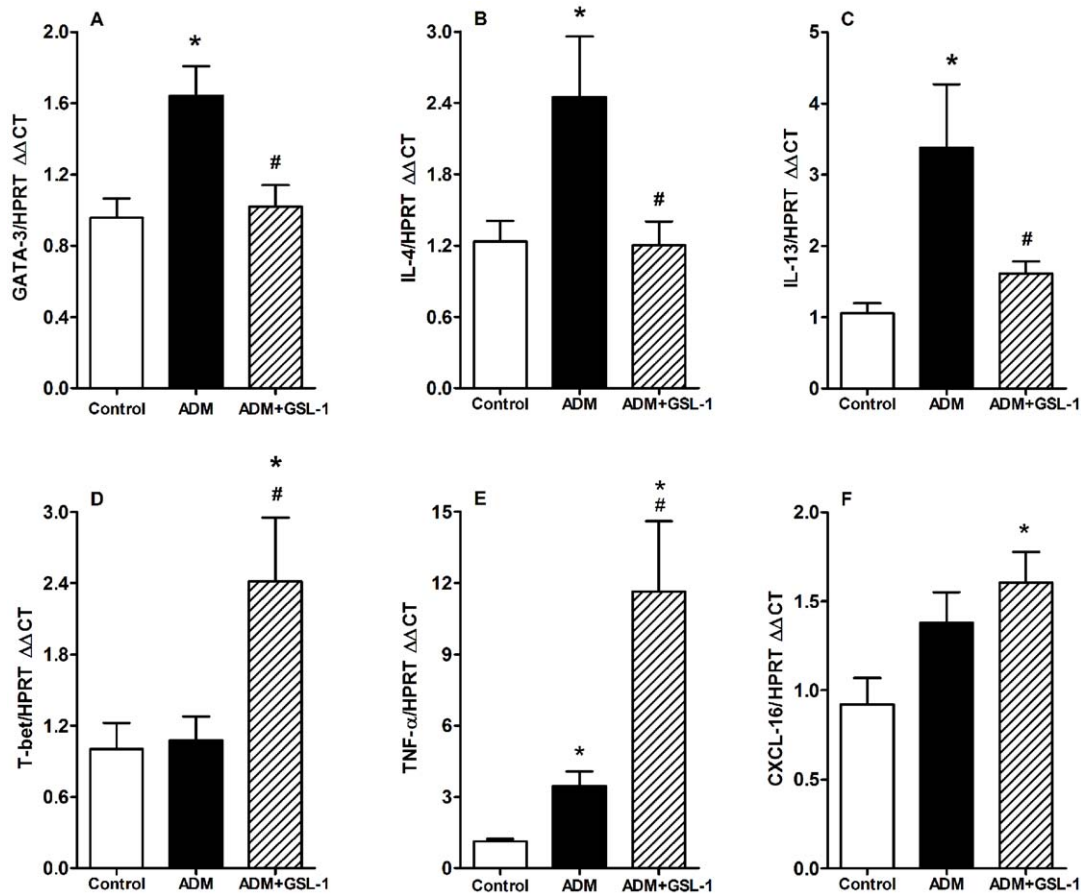 A
GATA-3/HPRT ΔΔCT
2.0
1.6
1.2
0.8
0.4
0.0
*
#
Control ADM ADM+GSL-1
B
IL-4/HPRT ΔΔCT
3.0
2.4
1.8
1.2
0.6
0.0
*
#
Control ADM ADM+GSL-1
C
IL-13/HPRT ΔΔCT
5
4
3
2
1
0
*
#
Control ADM ADM+GSL-1
D
T-bet/HPRT ΔΔCT
3.0
2.4
1.8
1.2
0.6
0.0
*
#
Control ADM ADM+GSL-1
E
TNF-α/HPRT ΔΔCT
15
12
9
6
3
0
*
*
#
Control ADM ADM+GSL-1
F
CXCL-16/HPRT ΔΔCT
2.0
1.5
1.0
0.5
0.0
*
Control ADM ADM+GSL-1